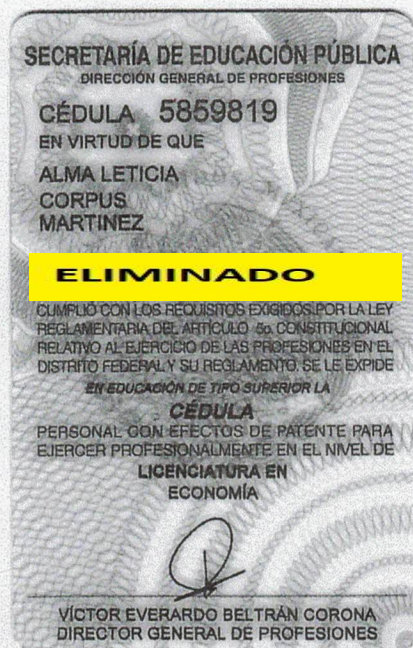 SECRETARÍA DE EDUCACIÓN PÚBLICA
DIRECCIÓN GENERAL DE PROFESIONES
CÉDULA 5859819
EN VIRTUD DE QUE
ALMA LETICIA
CORPUS
MARTINEZ
ELIMINADO
CUMPLIÓ CON LOS REQUISITOS EXIGIDOS POR LA LEY
REGLAMENTARIA DEL ARTÍCULO 5o. CONSTITUCIONAL
RELATIVO AL EJERCICIO DE LAS PROFESIONES EN EL
DISTRITO FEDERAL Y SU REGLAMENTO. SE LE EXPIDE
EN EDUCACIÓN DE TIPO SUPERIOR LA
CÉDULA
PERSONAL CON EFECTOS DE PATENTE PARA
EJERCER PROFESIONALMENTE EN EL NIVEL DE
LICENCIATURA EN
ECONOMÍA
VÍCTOR EVERARDO BELTRÁN CORONA
DIRECTOR GENERAL DE PROFESIONES